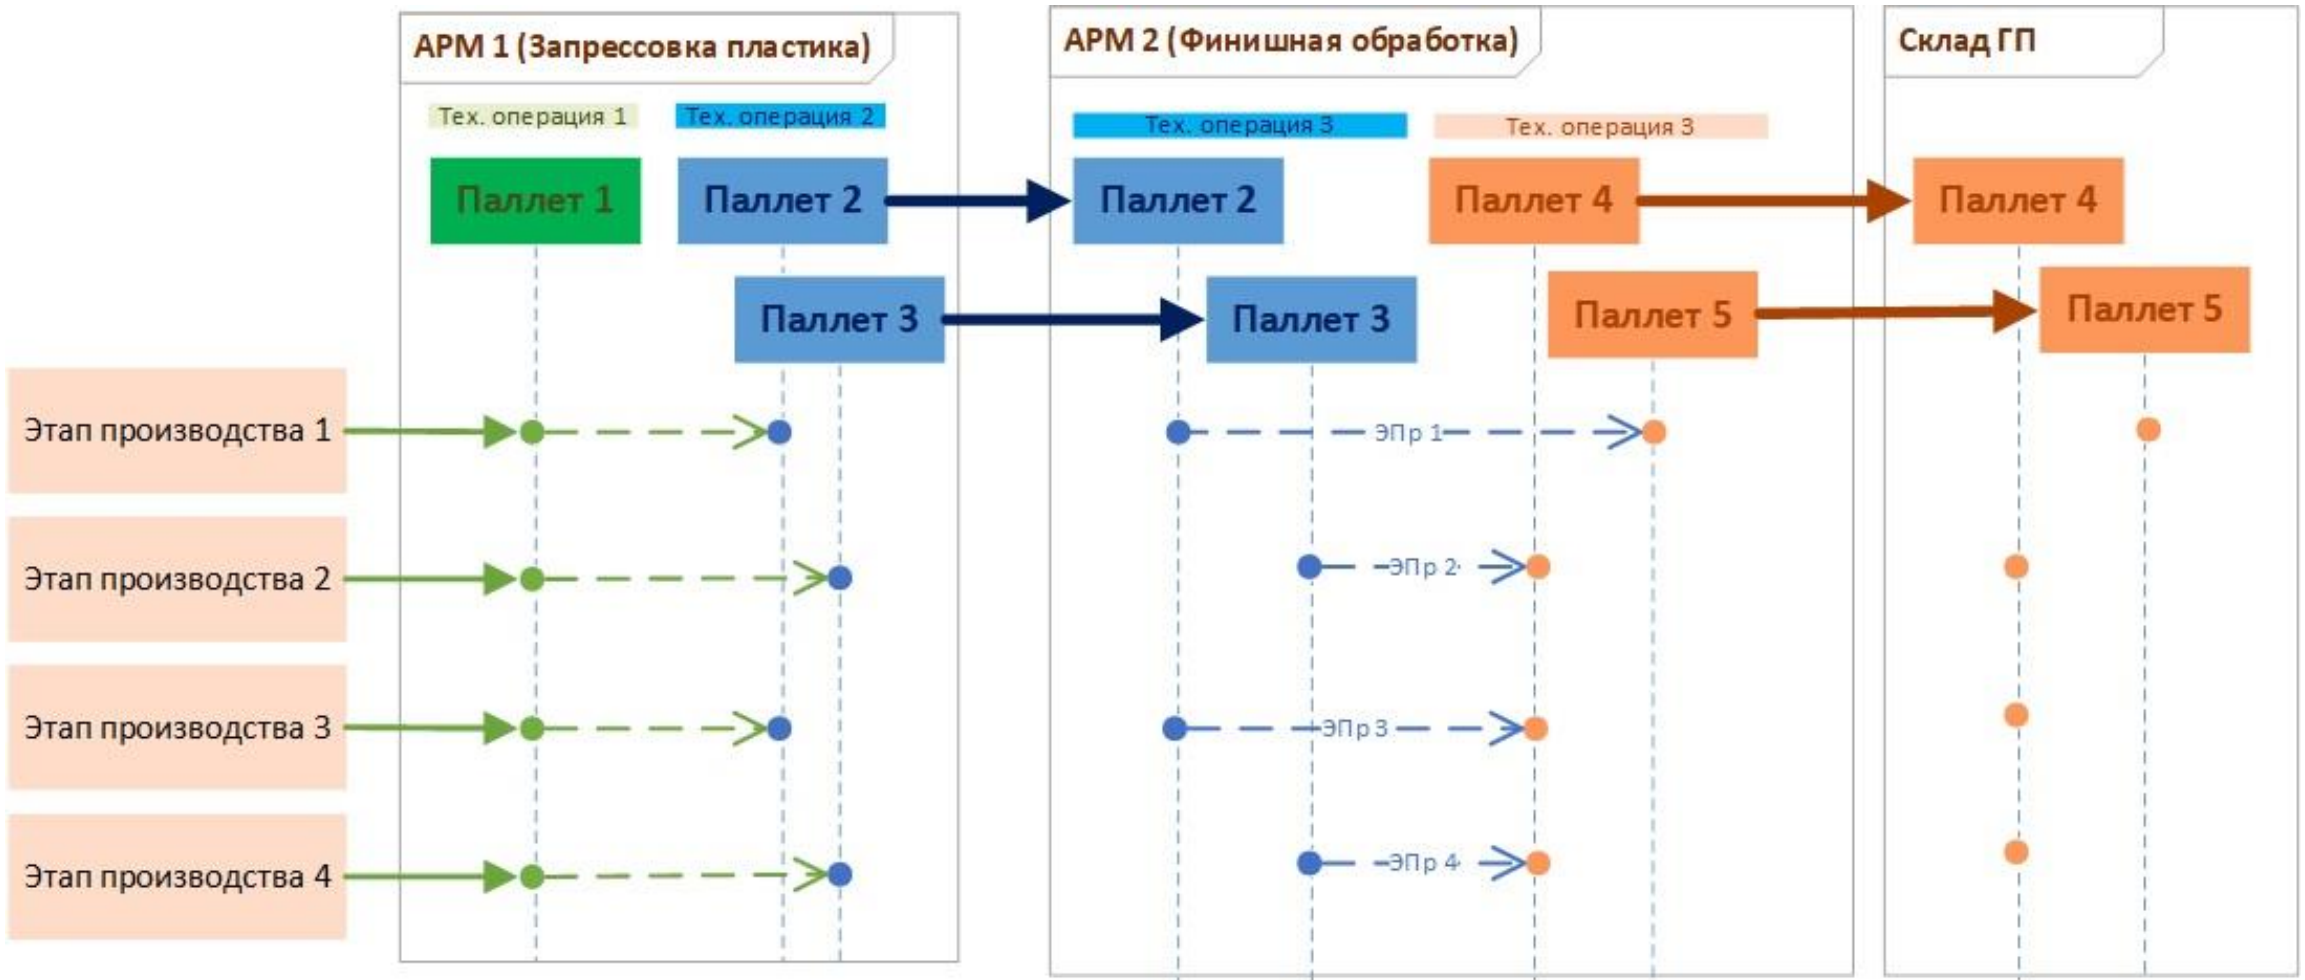 АРМ 1 (Запрессовка пластика)
АРМ 2 (Финишная обработка)
Склад ГП
Тех. операция 1
Тех. операция 2
Тех. операция 3
Тех. операция 3
Паллет 1
Паллет 2
Паллет 2
Паллет 4
Паллет 4
Паллет 3
Паллет 3
Паллет 5
Паллет 5
Этап производства 1
ЭПр 1
Этап производства 2
ЭПр 2
Этап производства 3
ЭПр 3
Этап производства 4
ЭПр 4